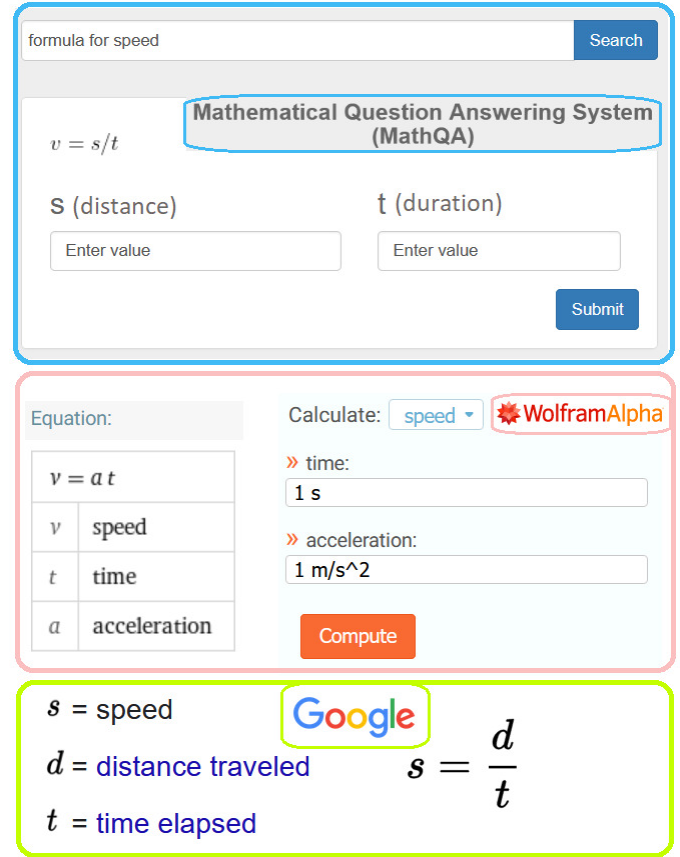 formula for speed Search
Mathematical Question Answering System
(MathQA)
v = s/t
S (distance) t (duration)
Enter value Enter value
Submit
Equation: Calculate: speed WolframAlpha
v = a t
v speed
t time
a acceleration
» time:
1 s
» acceleration:
1 m/s^2
Compute
s = speed
Google
d = distance traveled
t = time elapsed
s = d/t